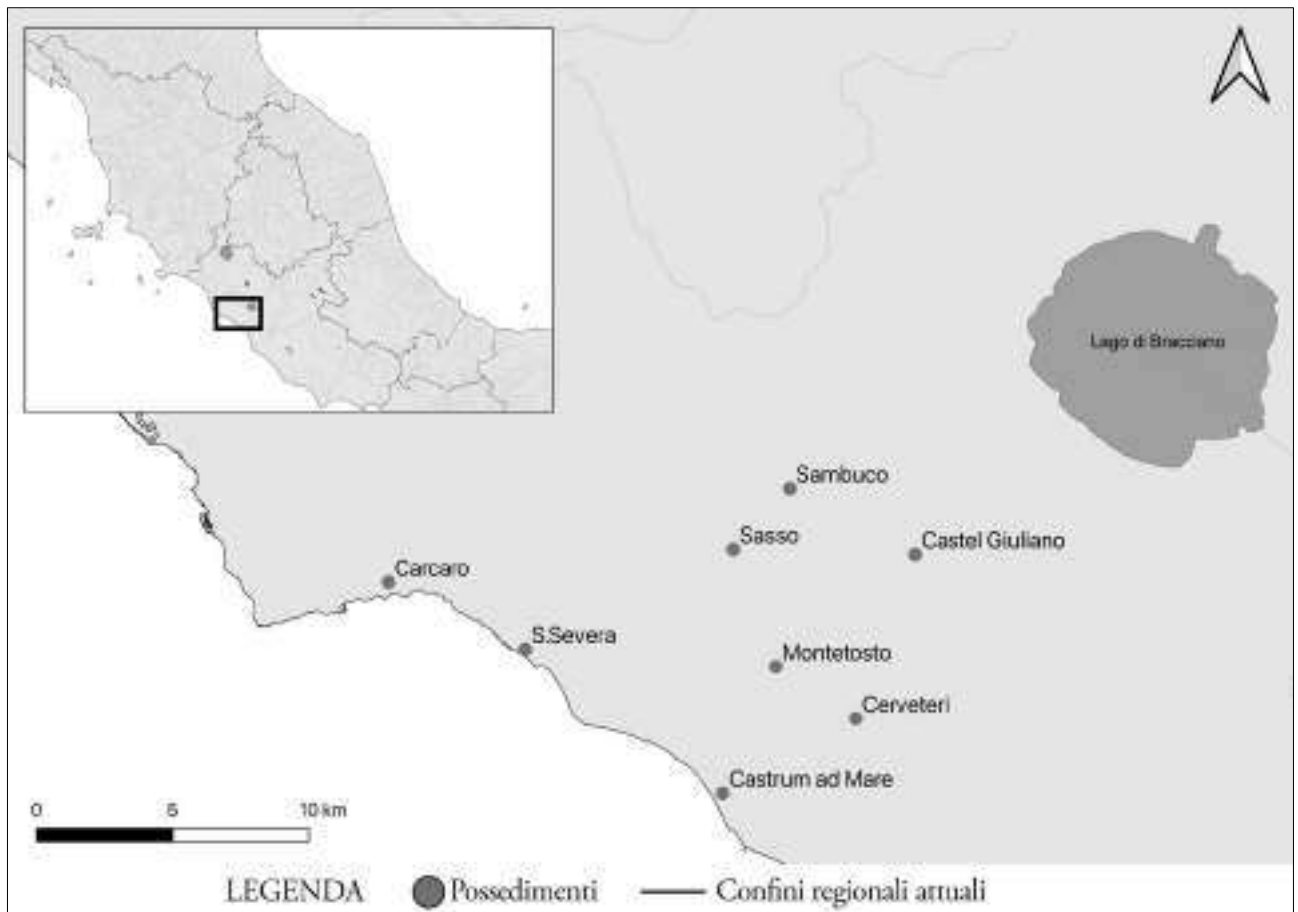 Lago di Bracciano
Sambuco
Sasso
Castel Giuliano
Carcaro
S.Severa
Montetosto
Cerveteri
Castrum ad Mare
0 5 10 km
LEGENDA Possedimenti Confini regionali attuali